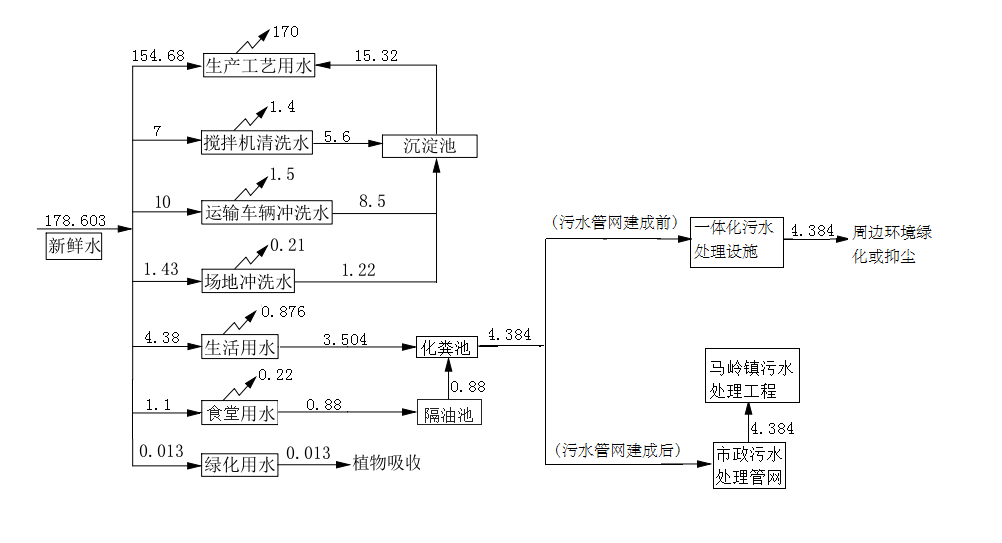 170
154.68
生产工艺用水
15.32
1.4
7
搅拌机清洗水
5.6
沉淀池
1.5
10
运输车辆冲洗水
8.5
178.603
新鲜水
0.21
1.43
场地冲洗水
1.22
(污水管网建成前)
一体化污水
处理设施
4.384
周边环境绿
化或抑尘
0.876
4.38
生活用水
3.504
化粪池
4.384
0.22
1.1
食堂用水
0.88
隔油池
0.88
马岭镇污水
处理工程
4.384
0.013
绿化用水
0.013
植物吸收
(污水管网建成后)
市政污水
处理管网